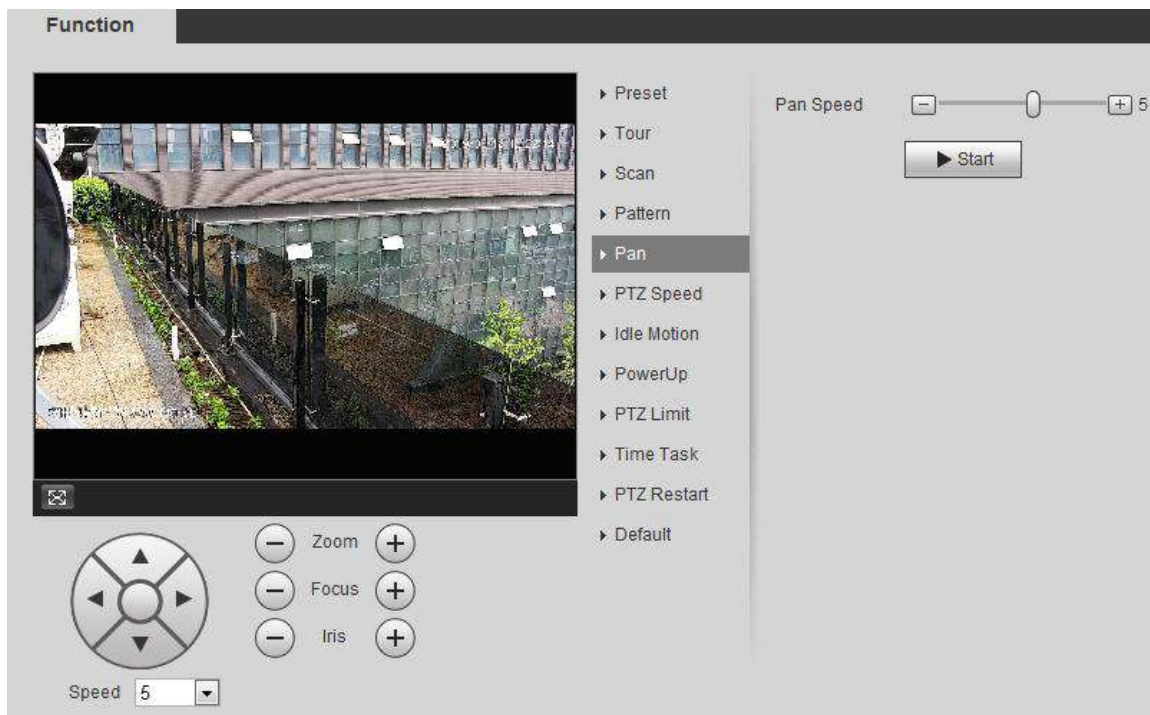 Function
Preset
Tour
Scan
Pattern
Pan
PTZ Speed
Idle Motion
PowerUp
PTZ Limit
Time Task
PTZ Restart
Default
Pan Speed 5
Start
Zoom
Focus
Iris
Speed 5